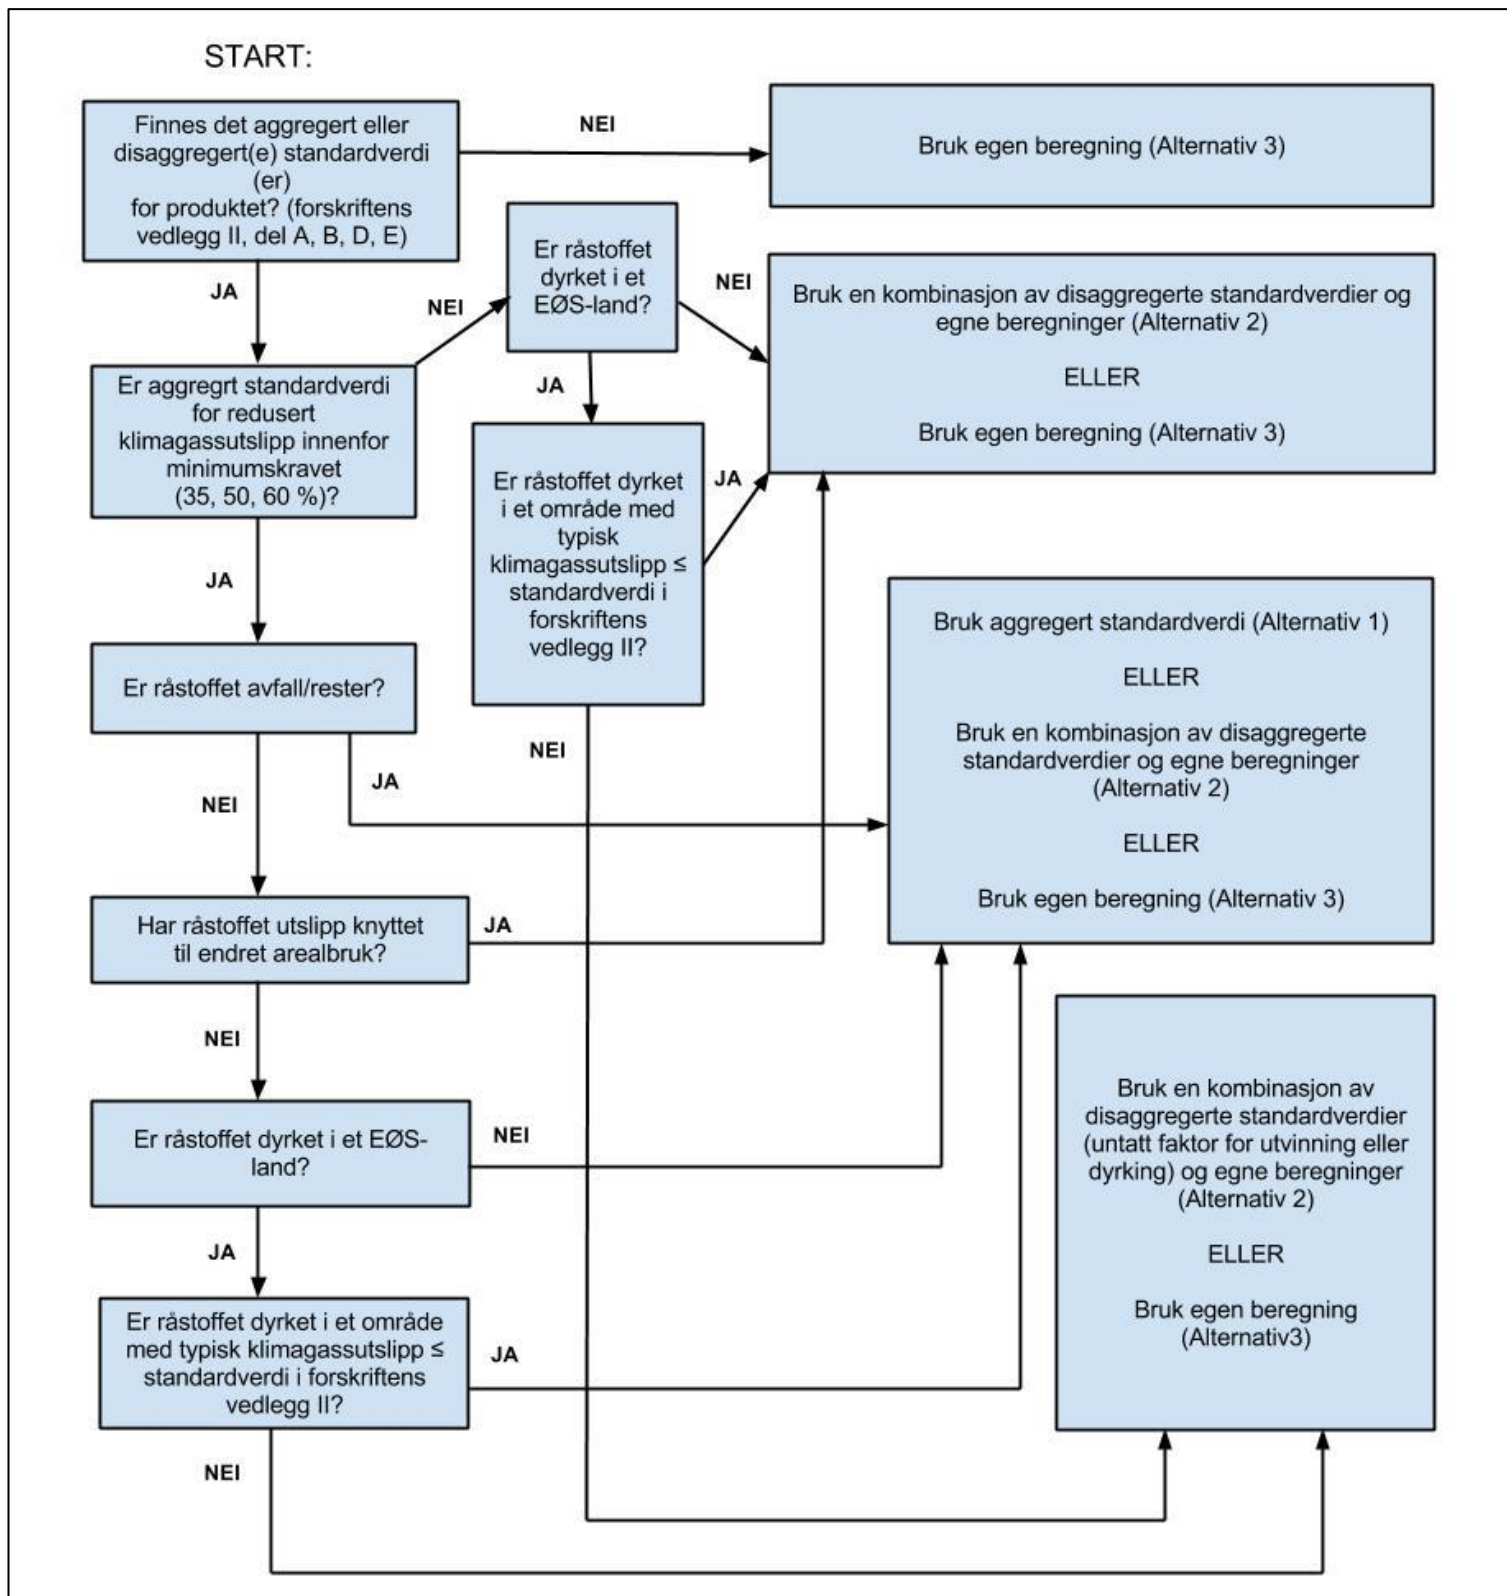 START:
Finnes det aggregert eller
disaggregert(e) standardverdi
(er)
for produktet? (forskriftens
vedlegg II, del A, B, D, E)
NEI
Bruk egen beregning (Alternativ 3)
JA
NEI
Er råstoffet
dyrket i et
EØS-land?
NEI
Bruk en kombinasjon av disaggregerte standardverdier og
egne beregninger (Alternativ 2)
ELLER
Bruk egen beregning (Alternativ 3)
JA
Er aggregrt standardverdi
for redusert
klimagassutslipp innenfor
minimumskravet
(35, 50, 60 %)?
Er råstoffet dyrket
i et område med
typisk
klimagassutslipp ≤
standardverdi i
forskriftens
vedlegg II?
JA
JA
NEI
Er råstoffet avfall/rester?
JA
NEI
Bruk aggregert standardverdi (Alternativ 1)
ELLER
Bruk en kombinasjon av disaggregerte
standardverdier og egne beregninger
(Alternativ 2)
ELLER
Bruk egen beregning (Alternativ 3)
Har råstoffet utslipp knyttet
til endret arealbruk?
JA
NEI
Er råstoffet dyrket i et EØS-
land?
NEI
JA
Er råstoffet dyrket i et område
med typisk klimagassutslipp ≤
standardverdi i forskriftens
vedlegg II?
JA
NEI
Bruk en kombinasjon av
disaggregerte standardverdier
(untatt faktor for utvinning eller
dyrking) og egne beregninger
(Alternativ 2)
ELLER
Bruk egen beregning
(Alternativ3)